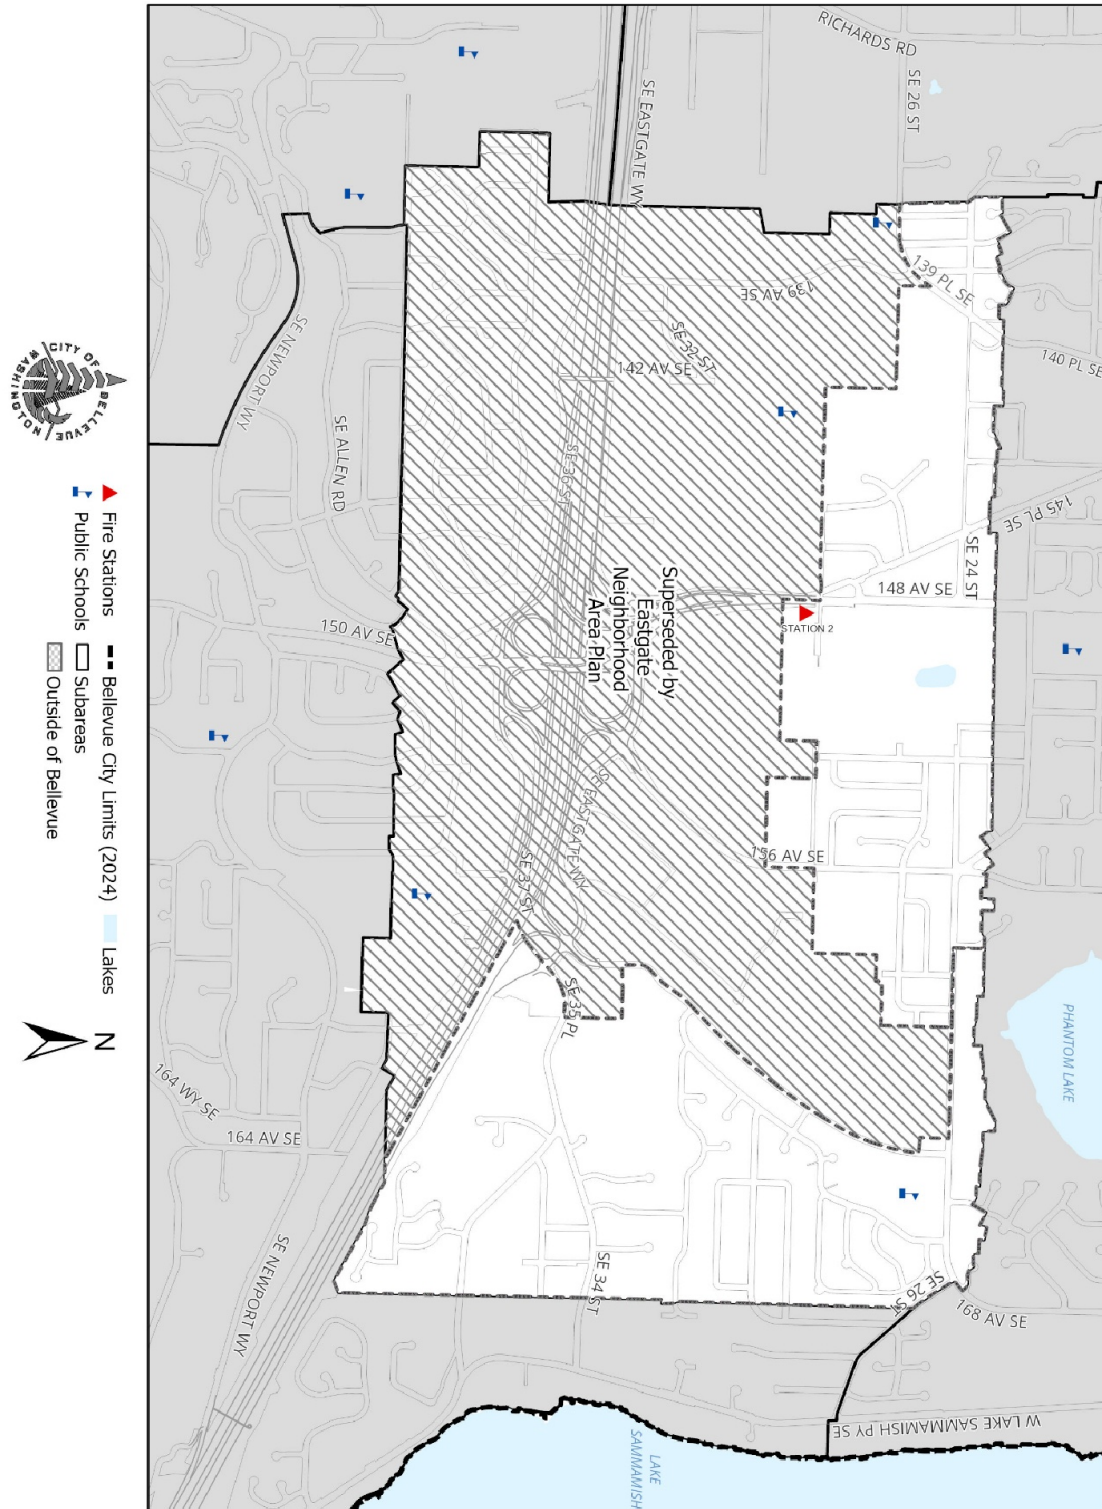 RICHARDS RD
SE 26 ST
SE EASTGATE WY
139 PL SE
139 AV SE
140 PL SE
SE 32 ST
142 AV SE
SE NEWPORT WY
SE ALLEN RD
SE 36 ST
145 PL SE
SE 24 ST
148 AV SE
STATION 2
150 AV SE
Superseded by
Eastgate
Neighborhood
Area Plan
SE EASTGATE WY
156 AV SE
SE 37 ST
SE 35 PL
PHANTOM LAKE
164 WY SE
164 AV SE
SE NEWPORT WY
SE 34 ST
SE 26 ST
168 AV SE
W LAKE SAMMAMISH PY SE
LAKE
SAMMAMISH
CITY OF BELLEVUE
WASHINGTON
Fire Stations
Public Schools
Bellevue City Limits (2024)
Subareas
Outside of Bellevue
Lakes
N